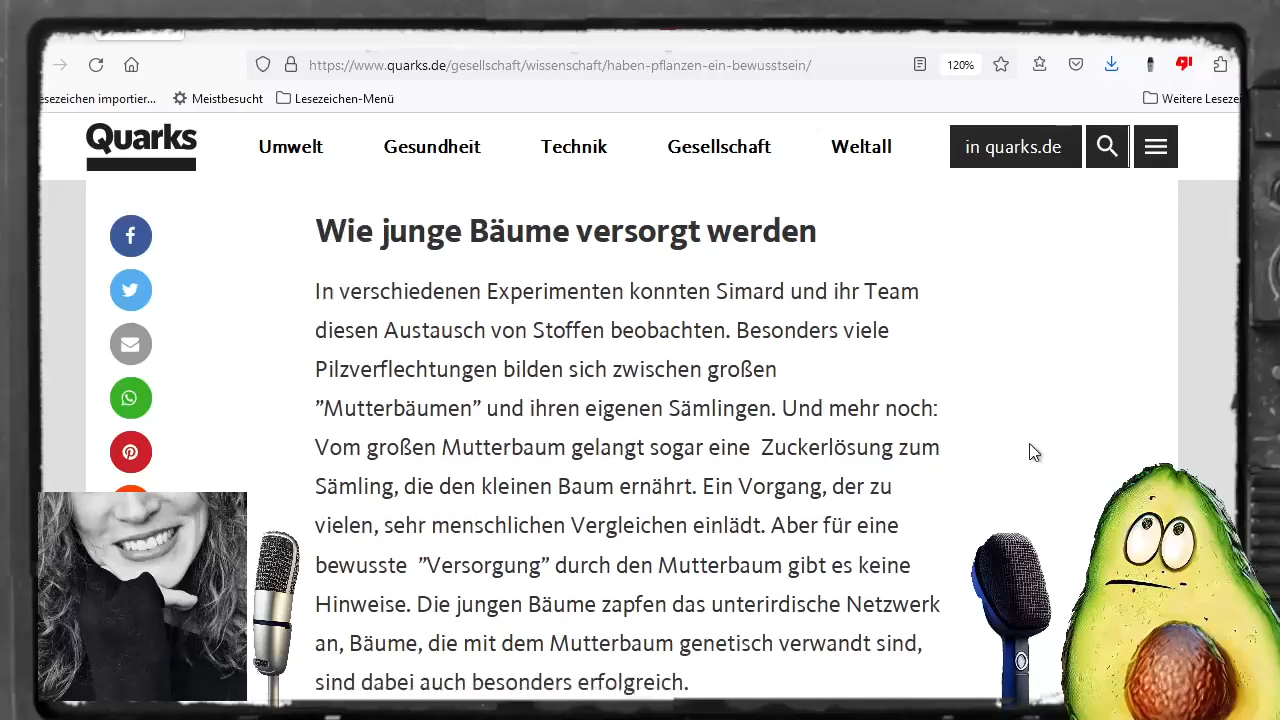 https://www.quarks.de/gesellschaft/wissenschaft/haben-pflanzen-ein-bewusstsein/
120%
esezeichen importier...
Meistbesucht
Lesezeichen-Menü
Weitere Leseze
Quarks
Umwelt
Gesundheit
Technik
Gesellschaft
Weltall
in quarks.de
Wie junge Bäume versorgt werden
In verschiedenen Experimenten konnten Simard und ihr Team
diesen Austausch von Stoffen beobachten. Besonders viele
Pilzverflechtungen bilden sich zwischen großen
”Mutterbäumen” und ihren eigenen Sämlingen. Und mehr noch:
Vom großen Mutterbaum gelangt sogar eine Zuckerlösung zum
Sämling, die den kleinen Baum ernährt. Ein Vorgang, der zu
vielen, sehr menschlichen Vergleichen einlädt. Aber für eine
bewusste ”Versorgung” durch den Mutterbaum gibt es keine
Hinweise. Die jungen Bäume zapfen das unterirdische Netzwerk
an, Bäume, die mit dem Mutterbaum genetisch verwandt sind,
sind dabei auch besonders erfolgreich.